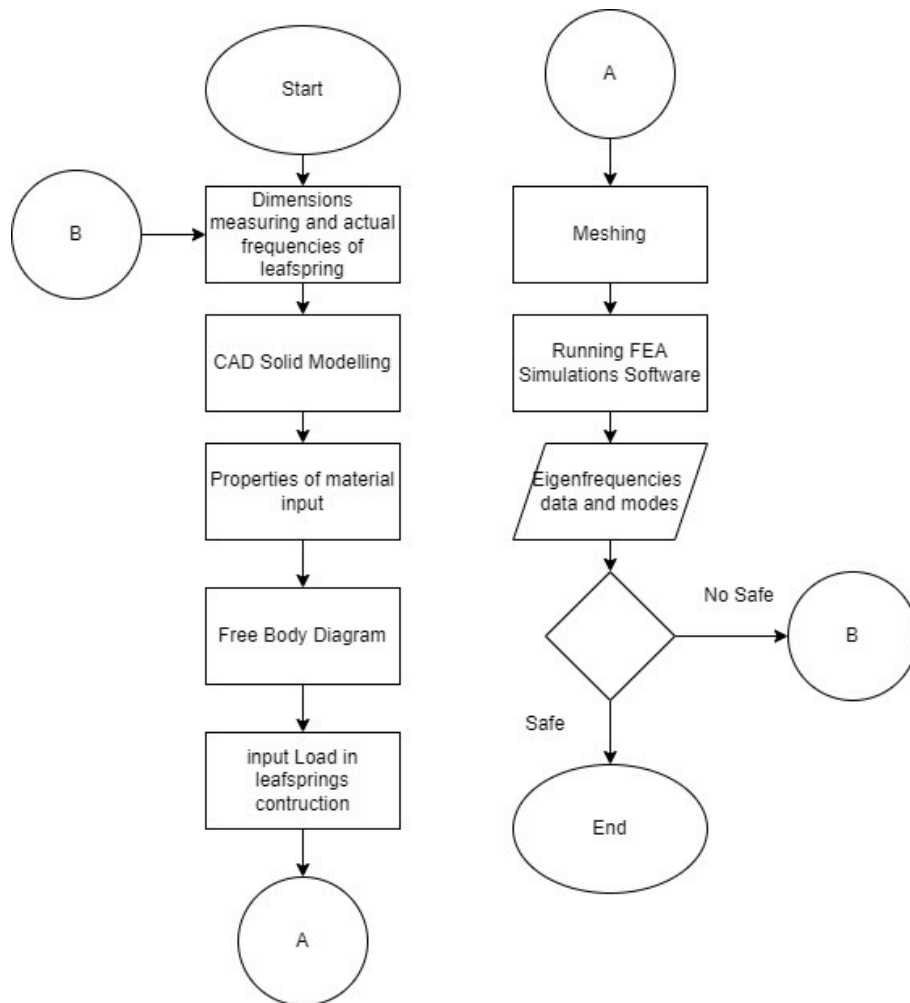 Start
B
Dimensions
measuring and actual
frequencies of
leafspring
CAD Solid Modelling
Properties of material
input
Free Body Diagram
input Load in
leafsprings
contruction
A
A
Meshing
Running FEA
Simulations Software
Eigenfrequencies
data and modes
No Safe
B
Safe
End